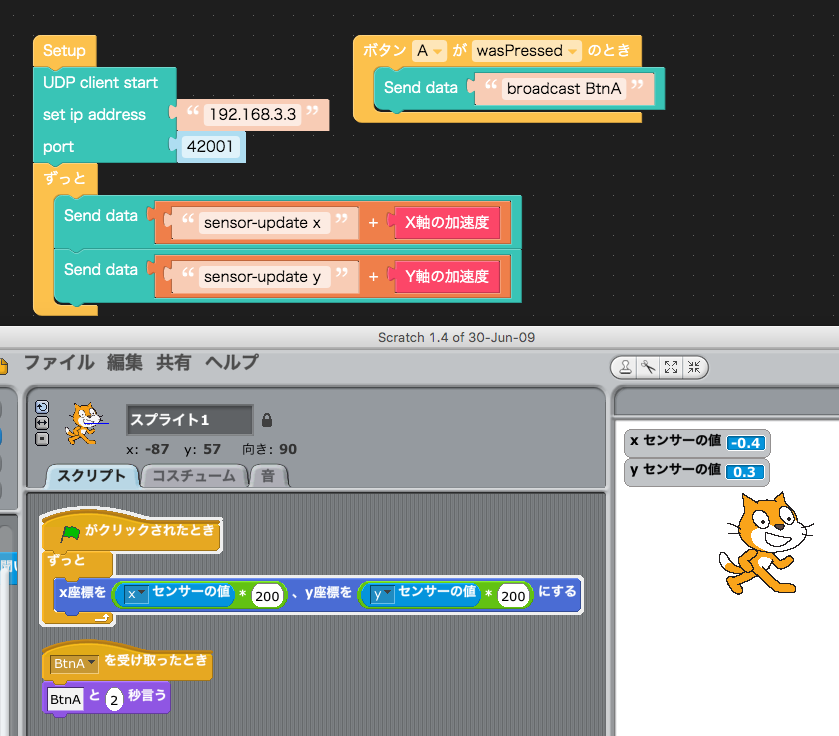 Setup
UDP client start
set ip address “ 192.168.3.3 ”
port 42001
ずっと
Send data “ sensor-update x ” + X軸の加速度
Send data “ sensor-update y ” + Y軸の加速度
ボタン A が wasPressed のとき
Send data “ broadcast BtnA ”
Scratch 1.4 of 30-Jun-09
ファイル 編集 共有 ヘルプ
スプライト1
x: -87 y: 57 向き: 90
スクリプト コスチューム 音
がクリックされたとき
ずっと
x座標を x センサーの値 * 200 、y座標を y センサーの値 * 200 にする
BtnA を受け取ったとき
BtnA と 2 秒言う
x センサーの値 -0.4
y センサーの値 0.3